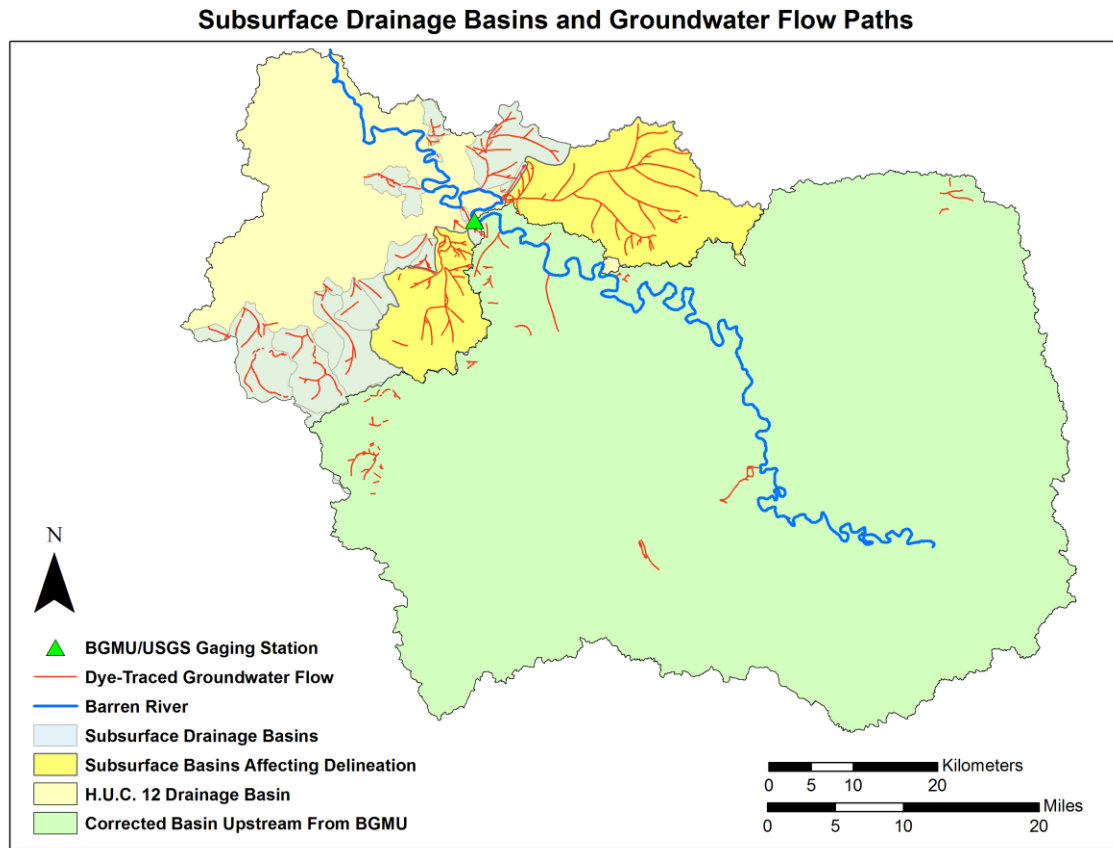 Subsurface Drainage Basins and Groundwater Flow Paths
N
BGMU/USGS Gaging Station
Dye-Traced Groundwater Flow
Barren River
Subsurface Drainage Basins
Subsurface Basins Affecting Delineation
H.U.C. 12 Drainage Basin
Corrected Basin Upstream From BGMU
Kilometers
0 5 10 20
Miles
0 5 10 20